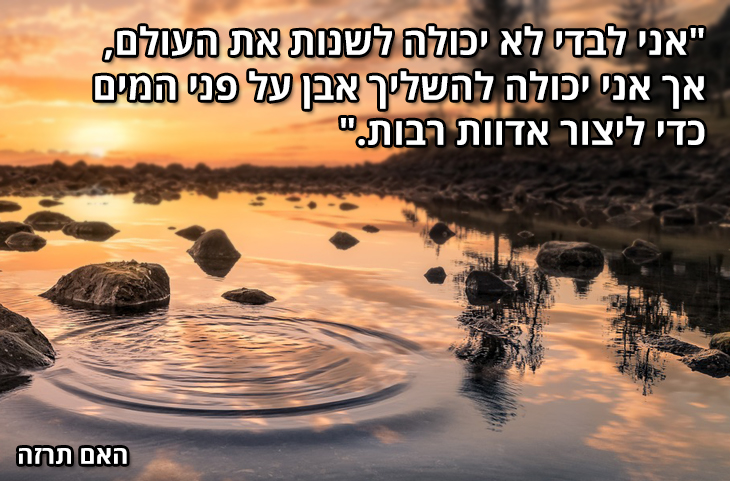 "אני לבדי לא יכולה לשנות את העולם,
אך אני יכולה להשליך אבן על פני המים
כדי ליצור אדוות רבות."
האם תרזה